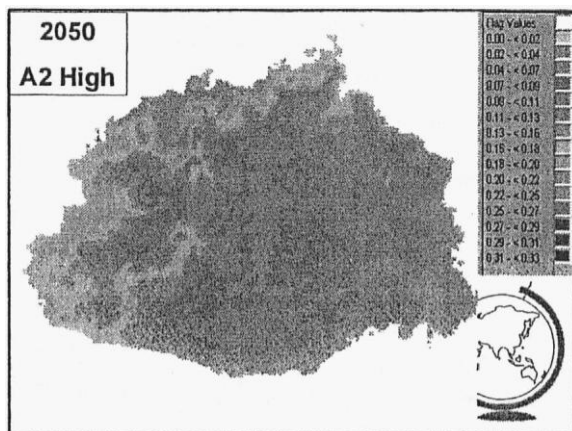 2050
A2 High
Values
0.00 - < 0.02
0.02 - < 0.04
0.04 - < 0.07
0.07 - < 0.09
0.09 - < 0.11
0.11 - < 0.13
0.13 - < 0.16
0.16 - < 0.18
0.18 - < 0.20
0.20 - < 0.22
0.22 - < 0.25
0.25 - < 0.27
0.27 - < 0.29
0.29 - < 0.31
0.31 - < 0.33